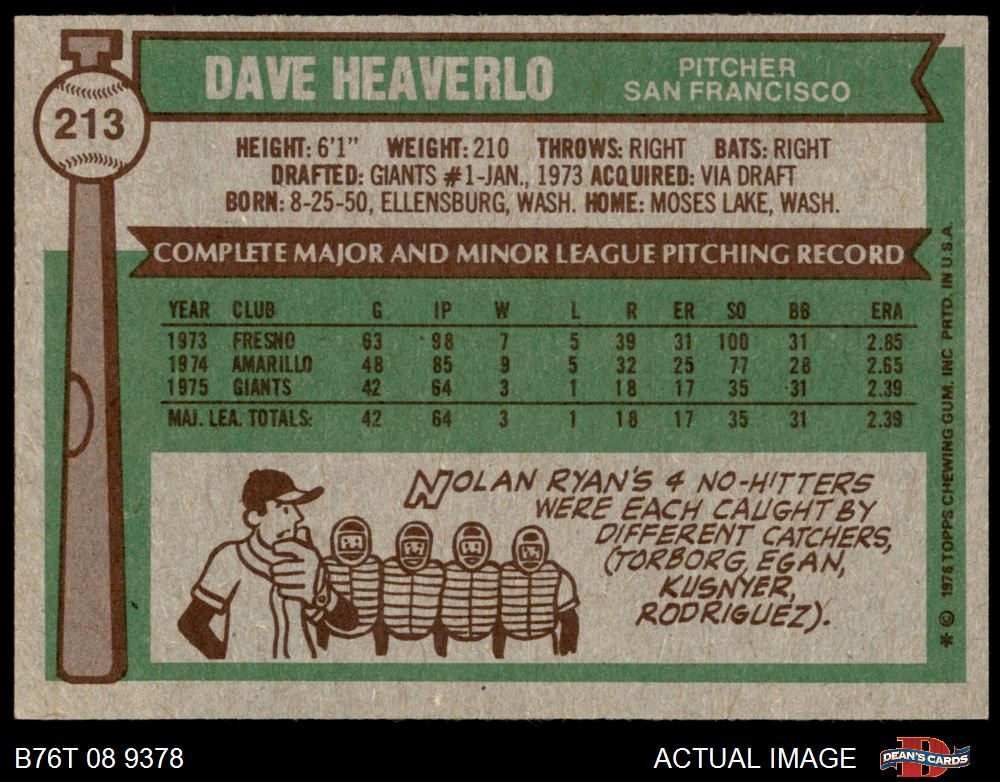 213
DAVE HEAVERLO
PITCHER
SAN FRANCISCO
HEIGHT: 6'1" WEIGHT: 210 THROWS: RIGHT BATS: RIGHT
DRAFTED: GIANTS #1-JAN., 1973 ACQUIRED: VIA DRAFT
BORN: 8-25-50, ELLENSBURG, WASH. HOME: MOSES LAKE, WASH.
COMPLETE MAJOR AND MINOR LEAGUE PITCHING RECORD
YEAR CLUB G IP W L R ER SO BB ERA
1973 FRESNO 63 98 7 5 39 31 100 31 2.85
1974 AMARILLO 48 85 9 5 32 25 77 28 2.65
1975 GIANTS 42 64 3 1 18 17 35 31 2.39
MAJ. LEA. TOTALS: 42 64 3 1 18 17 35 31 2.39
NOLAN RYAN'S 4 NO-HITTERS
WERE EACH CAUGHT BY
DIFFERENT CATCHERS,
(TORBORG, EGAN,
KUSNYER,
RODRIGUEZ).
* © 1976 TOPPS CHEWING GUM, INC PRTD. IN U.S.A.
B76T 08 9378
ACTUAL IMAGE
DEAN'S CARDS